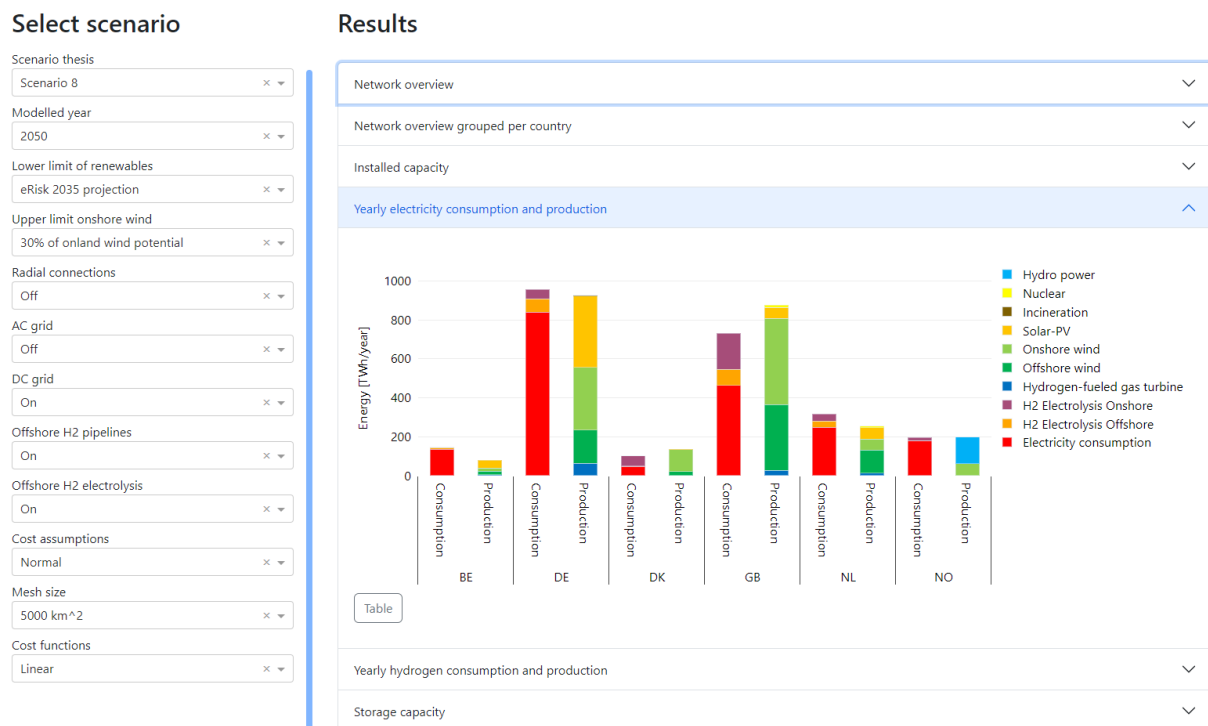 Select scenario
Scenario thesis
Scenario 8
Modelled year
2050
Lower limit of renewables
eRisk 2035 projection
Upper limit onshore wind
30% of onland wind potential
Radial connections
Off
AC grid
Off
DC grid
On
Offshore H2 pipelines
On
Offshore H2 electrolysis
On
Cost assumptions
Normal
Mesh size
5000 km^2
Cost functions
Linear
Results
Network overview
Network overview grouped per country
Installed capacity
Yearly electricity consumption and production
Energy [TWh/year]
1000
800
600
400
200
0
Consumption
Production
Consumption
Production
Consumption
Production
Consumption
Production
Consumption
Production
Consumption
Production
BE
DE
DK
GB
NL
NO
Hydro power
Nuclear
Incineration
Solar-PV
Onshore wind
Offshore wind
Hydrogen-fueled gas turbine
H2 Electrolysis Onshore
H2 Electrolysis Offshore
Electricity consumption
Table
Yearly hydrogen consumption and production
Storage capacity